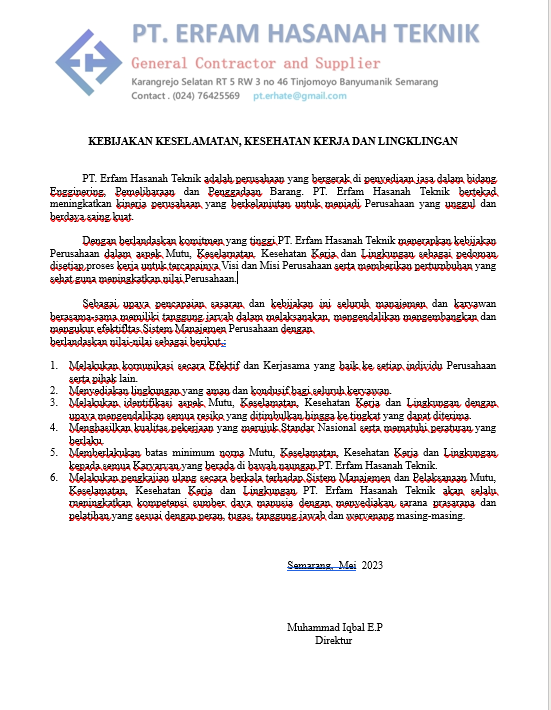 PT. ERFAM HASANAH TEKNIK
General Contractor and Supplier
Karangrejo Selatan RT 5 RW 3 no 46 Tinjomoyo Banyumanik Semarang
Contact . (024) 76425569 pt.erhate@gmail.com
KEBIJAKAN KESELAMATAN, KESEHATAN KERJA DAN LINGKLINGAN
PT. Erfam Hasanah Teknik adalah perusahaan yang bergerak di penyediaan jasa dalam bidang
Engginering, Pemeliharaan dan Penggadaan Barang. PT. Erfam Hasanah Teknik bertekad
meningkatkan kinerja perusahaan yang berkelanjutan untuk menjadi Perusahaan yang unggul dan
berdaya saing kuat.
Dengan berlandaskan komitmen yang tinggi PT. Erfam Hasanah Teknik menerapkan kebijakan
Perusahaan dalam aspek Mutu, Keselamatan, Kesehatan Kerja dan Lingkungan sebagai pedoman
disetiap proses kerja untuk tercapainya Visi dan Misi Perusahaan serta memberikan pertumbuhan yang
sehat guna meningkatkan nilai Perusahaan.
Sebagai upaya pencapaian sasaran dan kebijakan ini seluruh manajemen dan karyawan
berasama-sama memiliki tanggung jarvab dalam melaksanakan, mengendalikan mengembangkan dan
mengukur efektifltas Sistem Manajemen Perusahaan dengan
berlandaskan nilai-nilai sebagai berikut.:
1. Melakukan komunikasi secara Efektif dan Kerjasama yang baik ke setiap individu Perusahaan
serta pihak lain.
2. Menyediakan lingkungan yang aman dan kondusif bagi seluruh keryawan.
3. Melakukan identifikasi aspek Mutu, Keselamatan, Kesehatan Kerja dan Lingkungan dengan
upaya mengendalikan semua resiko yang ditimbulkan hingga ke tingkat yang dapat diterima.
4. Menghasilkan kualitas pekerjaan yang merujuk Standar Nasional serta mematuhi peraturan yang
berlaku.
5. Memberlakukan batas minimum norma Mutu, Keselamatan, Kesehatan Kerja dan Lingkungan
kepada semua Karyarvan yang berada di bawah naungan PT. Erfam Hasanah Teknik.
6. Melakukan pengkajian ulang secara berkala terhadap Sistem Manajemen dan Pelaksanaan Mutu,
Keselamatan, Kesehatan Kerja dan Lingkungan PT. Erfam Hasanah Teknik akan selalu
meningkatkan kompetensi sumber daya manusia dengan menyediakan sarana prasarana dan
pelatihan yang sesuai dengan peran, tugas, tanggung jawab dan wervenang masing-masing.
Semarang, Mei 2023
Muhammad Iqbal E.P
Direktur